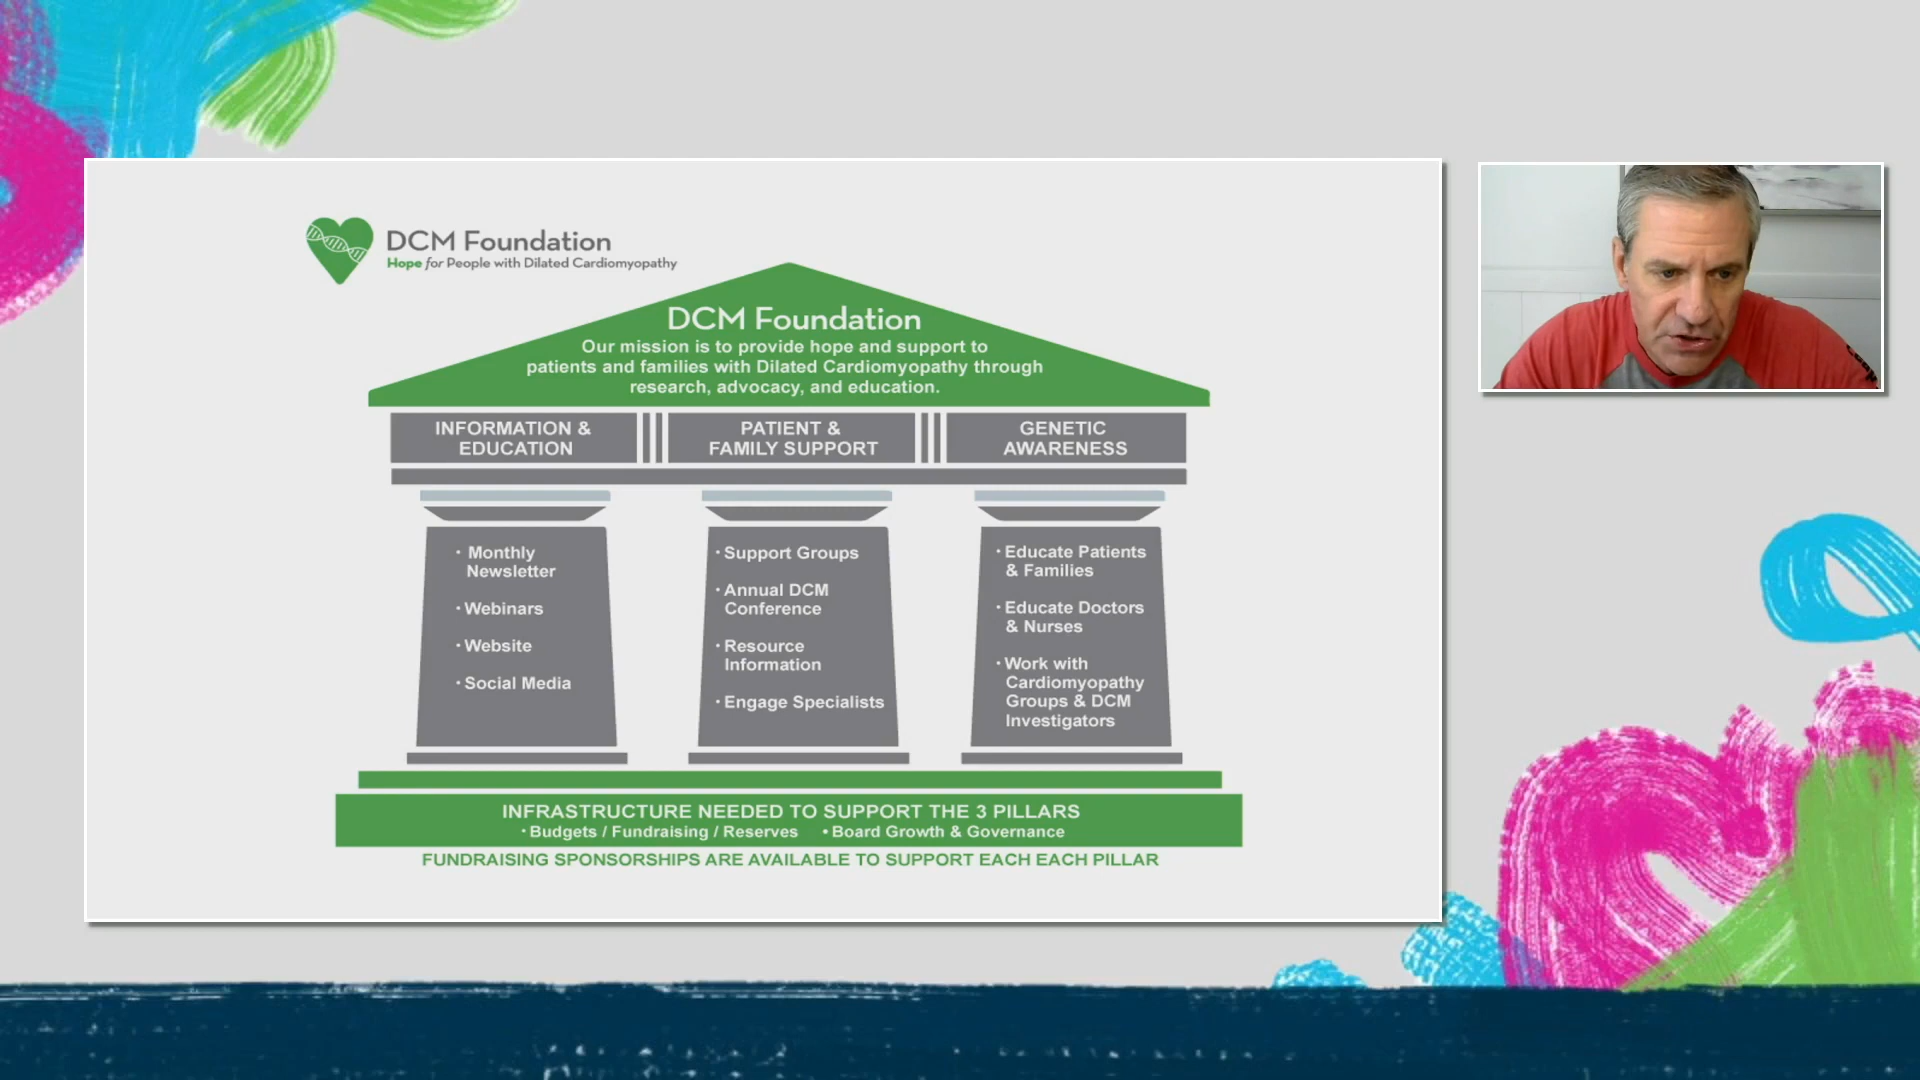 DCM Foundation
Hope for People with Dilated Cardiomyopathy
DCM Foundation
Our mission is to provide hope and support to
patients and families with Dilated Cardiomyopathy through
research, advocacy, and education.
INFORMATION &
EDUCATION
PATIENT &
FAMILY SUPPORT
GENETIC
AWARENESS
· Monthly
Newsletter
· Webinars
· Website
· Social Media
· Support Groups
· Annual DCM
Conference
· Resource
Information
· Engage Specialists
· Educate Patients
& Families
· Educate Doctors
& Nurses
· Work with
Cardiomyopathy
Groups & DCM
Investigators
INFRASTRUCTURE NEEDED TO SUPPORT THE 3 PILLARS
· Budgets / Fundraising / Reserves • Board Growth & Governance
FUNDRAISING SPONSORSHIPS ARE AVAILABLE TO SUPPORT EACH EACH PILLAR